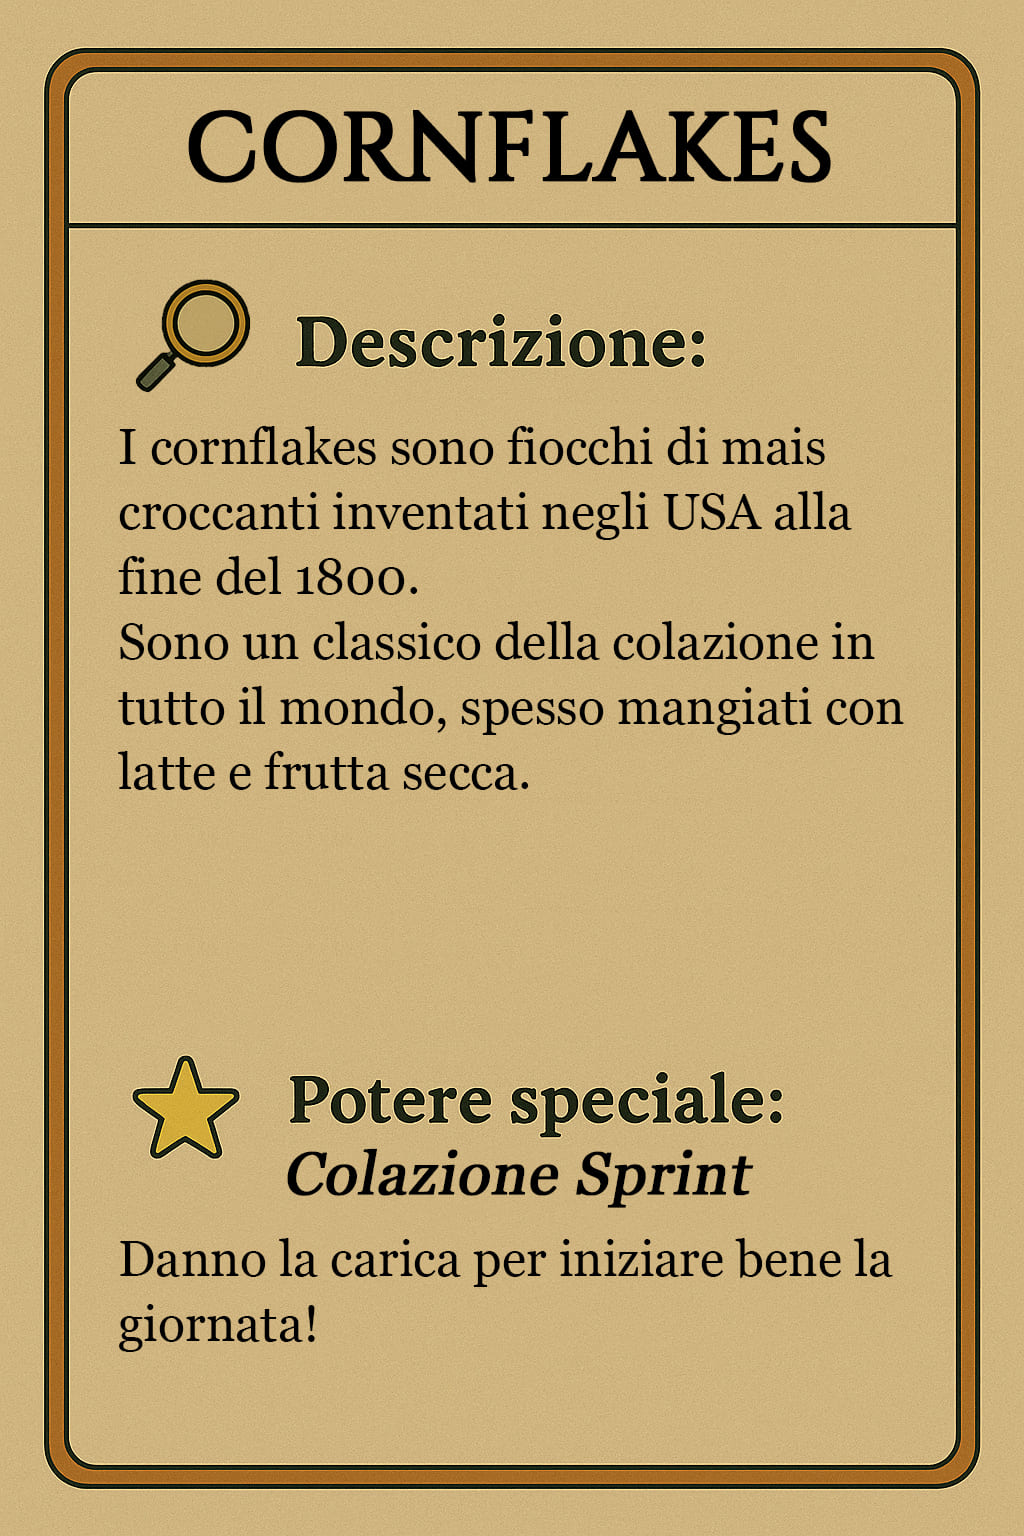 CORNFLAKES
Descrizione:
I cornflakes sono fiocchi di mais
croccanti inventati negli USA alla
fine del 1800.
Sono un classico della colazione in
tutto il mondo, spesso mangiati con
latte e frutta secca.
Potere speciale:
Colazione Sprint
Danno la carica per iniziare bene la
giornata!